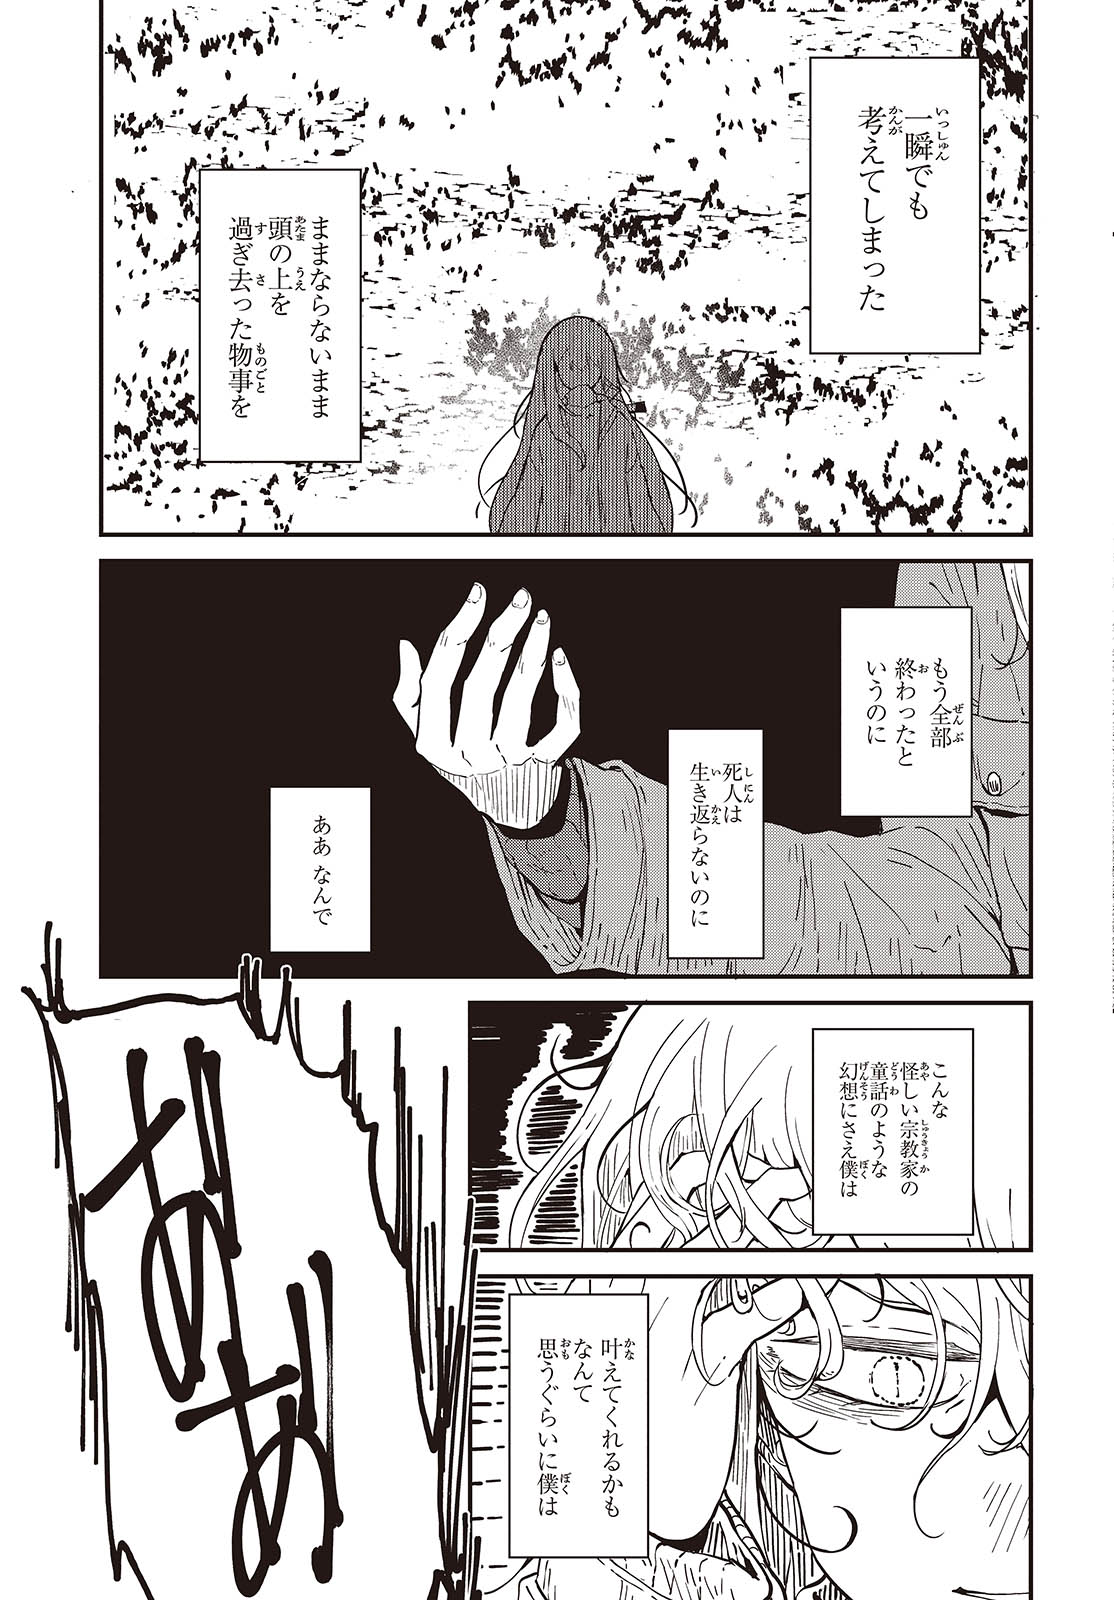 一瞬でも
考えてしまった
ままならないまま
頭の上を
過ぎ去った物事を
もう全部
終わったと
いうのに
死人は
生き返らないのに
ああ なんで
こんな
怪しい宗教家の
童話のような
幻想にさえ僕は
叶えてくれるかも
なんて
思うぐらいに僕は
ああ
ああ